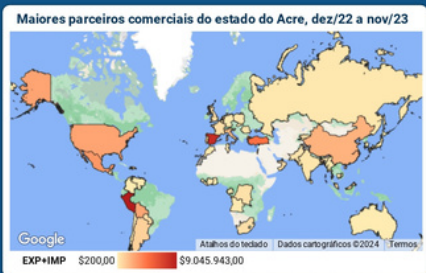 Maiores parceiros comerciais do estado do Acre, dez/22 a nov/23
Google
Atalhos do teclado
Dados cartográficos ©2024
Termos
EXP+IMP
$200,00
$9.045.943,00